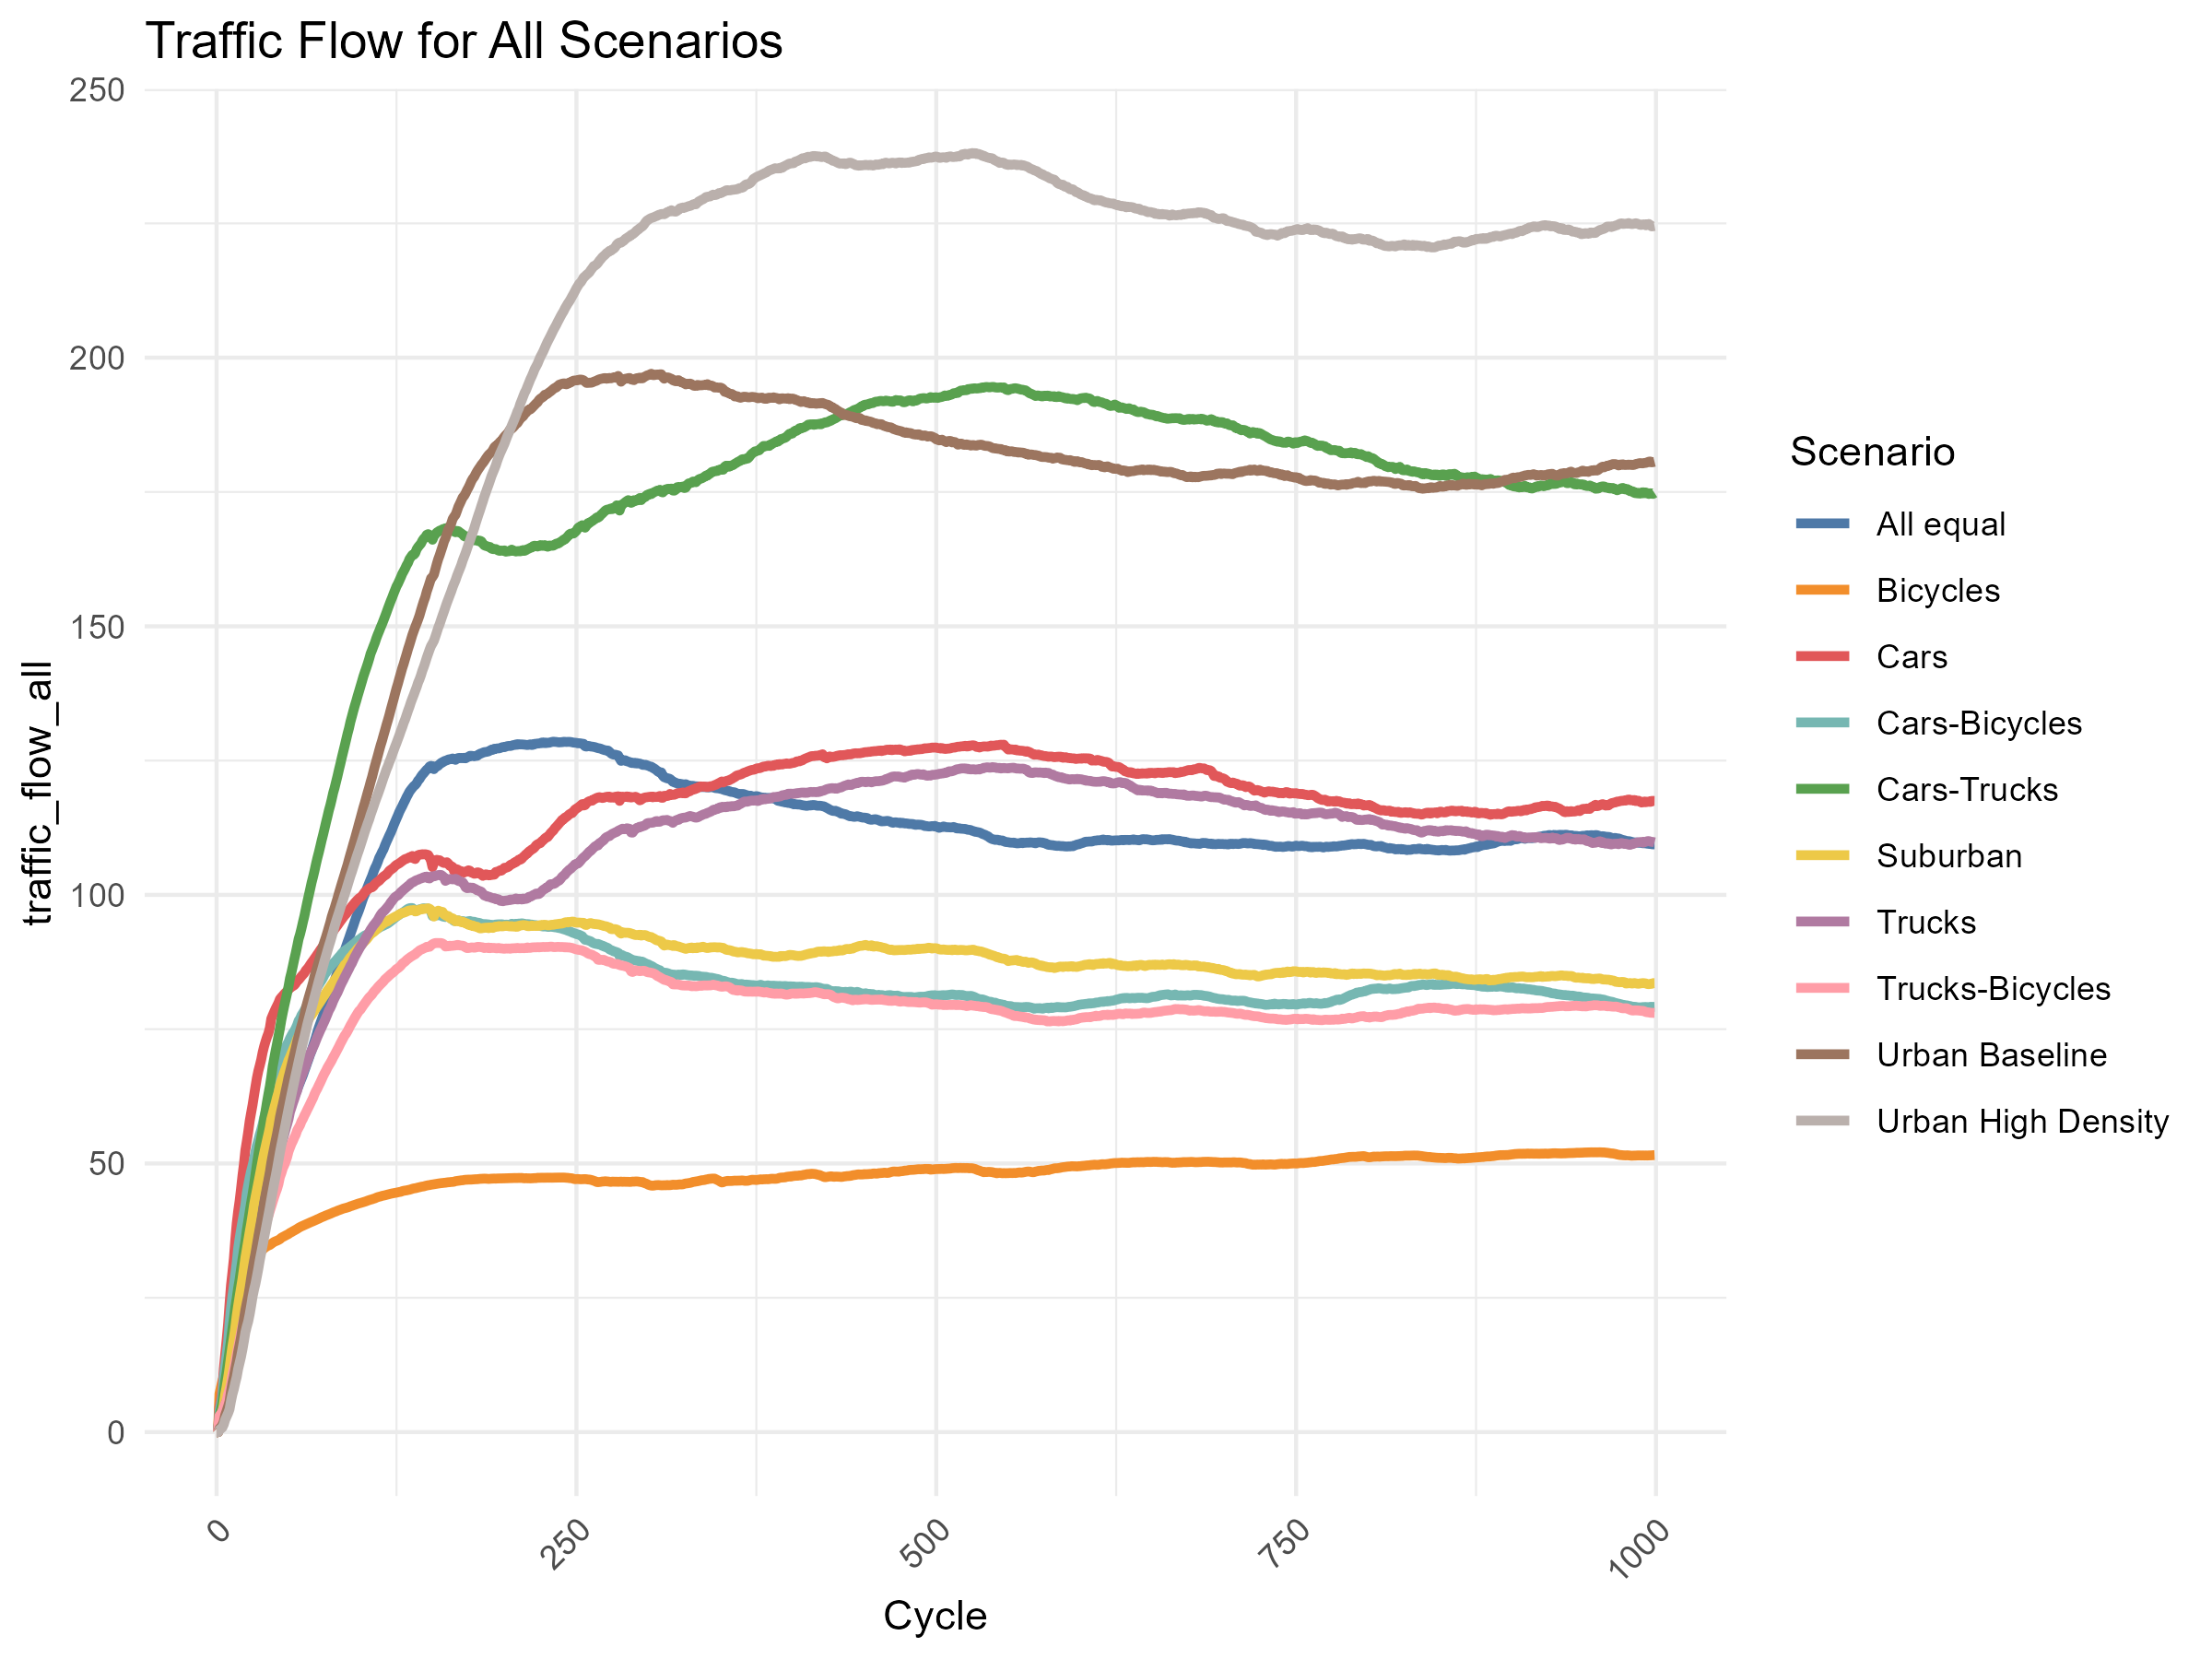 Traffic Flow for All Scenarios
250
200
150
100
50
0
traffic_flow_all
0
250
500
750
1000
Cycle
Scenario
All equal
Bicycles
Cars
Cars-Bicycles
Cars-Trucks
Suburban
Trucks
Trucks-Bicycles
Urban Baseline
Urban High Density